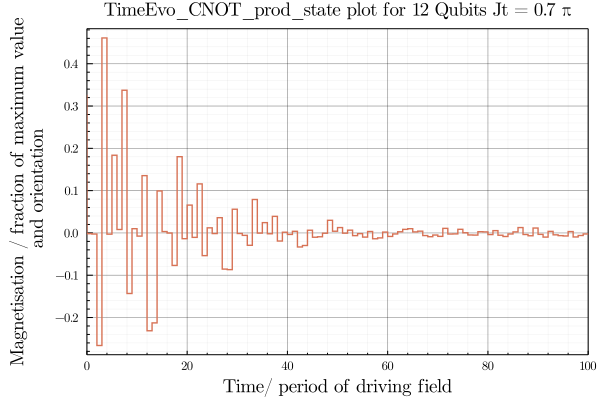 TimeEvo_CNOT_prod_state plot for 12 Qubits Jt = 0.7 π
Magnetisation / fraction of maximum value
and orientation
0.4
0.3
0.2
0.1
0.0
−0.1
−0.2
0 20 40 60 80 100
Time/ period of driving field